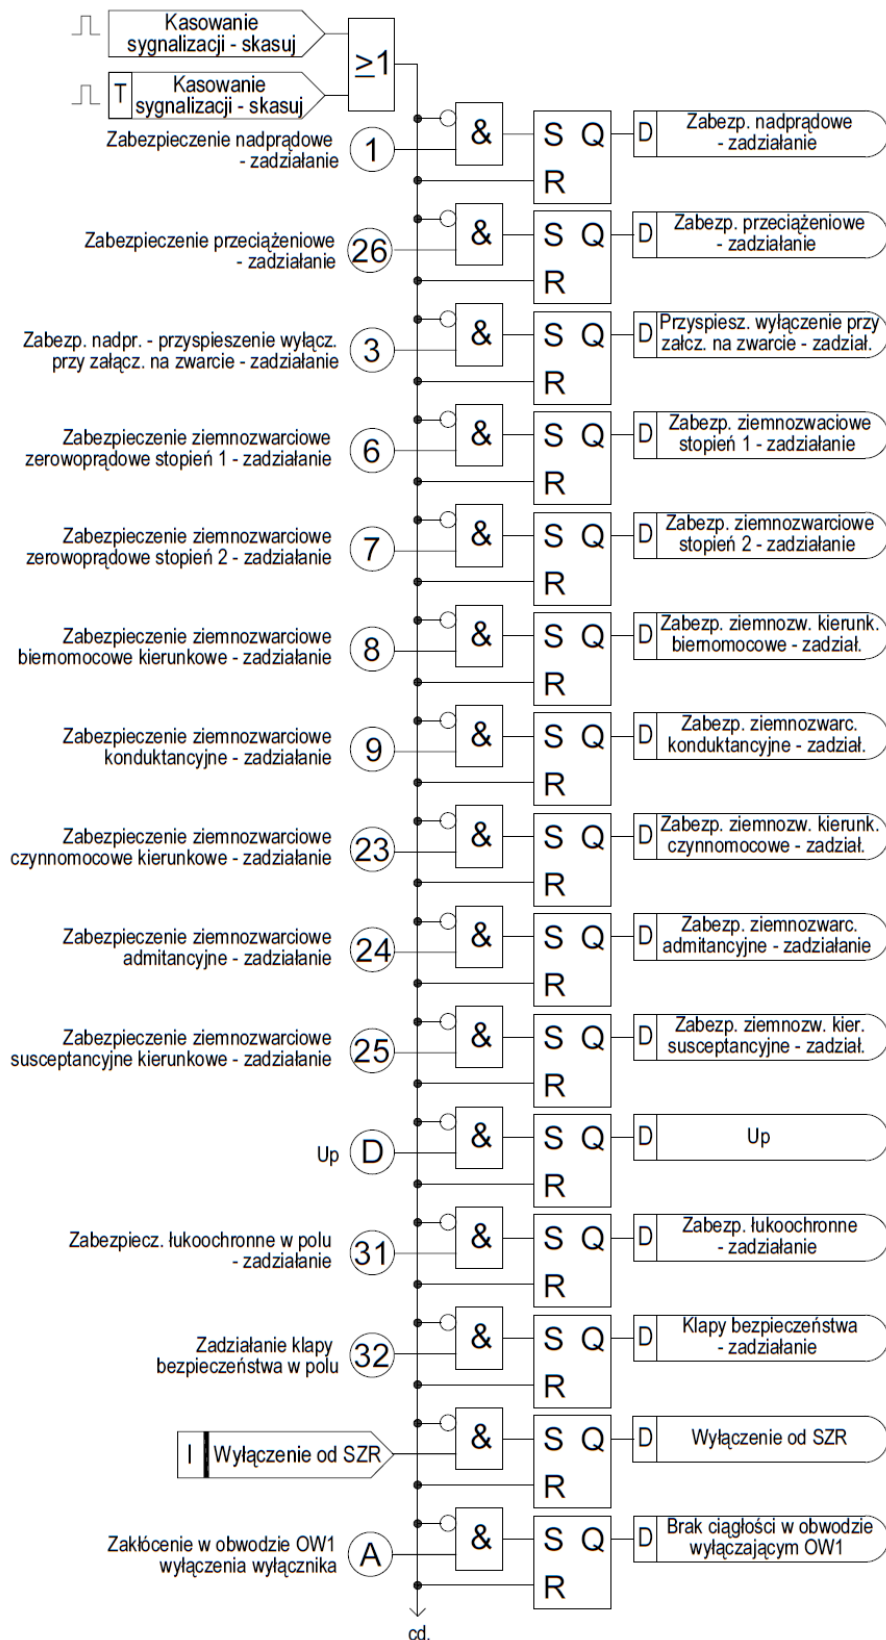 Kasowanie
sygnalizacji - skasuj
≥1
T
Kasowanie
sygnalizacji - skasuj
Zabezpieczenie nadprądowe
- zadziałanie
1
&
S Q
R
D
Zabezp. nadprądowe
- zadziałanie
Zabezpieczenie przeciążeniowe
- zadziałanie
26
&
S Q
R
D
Zabezp. przeciążeniowe
- zadziałanie
Zabezp. nadpr. - przyspieszenie wyłącz.
przy załącz. na zwarcie - zadziałanie
3
&
S Q
R
D
Przyspiesz. wyłączenie przy
załcz. na zwarcie - zadział.
Zabezpieczenie ziemnozwarciowe
zerowoprądowe stopień 1 - zadziałanie
6
&
S Q
R
D
Zabezp. ziemnozwaciowe
stopień 1 - zadziałanie
Zabezpieczenie ziemnozwarciowe
zerowoprądowe stopień 2 - zadziałanie
7
&
S Q
R
D
Zabezp. ziemnozwarciowe
stopień 2 - zadziałanie
Zabezpieczenie ziemnozwarciowe
biernomocowe kierunkowe - zadziałanie
8
&
S Q
R
D
Zabezp. ziemnozw. kierunk.
biernomocowe - zadział.
Zabezpieczenie ziemnozwarciowe
konduktancyjne - zadziałanie
9
&
S Q
R
D
Zabezp. ziemnozwarc.
konduktancyjne - zadział.
Zabezpieczenie ziemnozwarciowe
czynnomocowe kierunkowe - zadziałanie
23
&
S Q
R
D
Zabezp. ziemnozw. kierunk.
czynnomocowe - zadział.
Zabezpieczenie ziemnozwarciowe
admitancyjne - zadziałanie
24
&
S Q
R
D
Zabezp. ziemnozwarc.
admitancyjne - zadziałanie
Zabezpieczenie ziemnozwarciowe
susceptancyjne kierunkowe - zadziałanie
25
&
S Q
R
D
Zabezp. ziemnozw. kier.
susceptancyjne - zadział.
Up
D
&
S Q
R
D
Up
Zabezpiecz. łukoochronne w polu
- zadziałanie
31
&
S Q
R
D
Zabezp. łukoochronne
- zadziałanie
Zadziałanie klapy
bezpieczeństwa w polu
32
&
S Q
R
D
Klapy bezpieczeństwa
- zadziałanie
I
Wyłączenie od SZR
&
S Q
R
D
Wyłączenie od SZR
Zakłócenie w obwodzie OW1
wyłączenia wyłącznika
A
&
S Q
R
D
Brak ciągłości w obwodzie
wyłączającym OW1
cd.